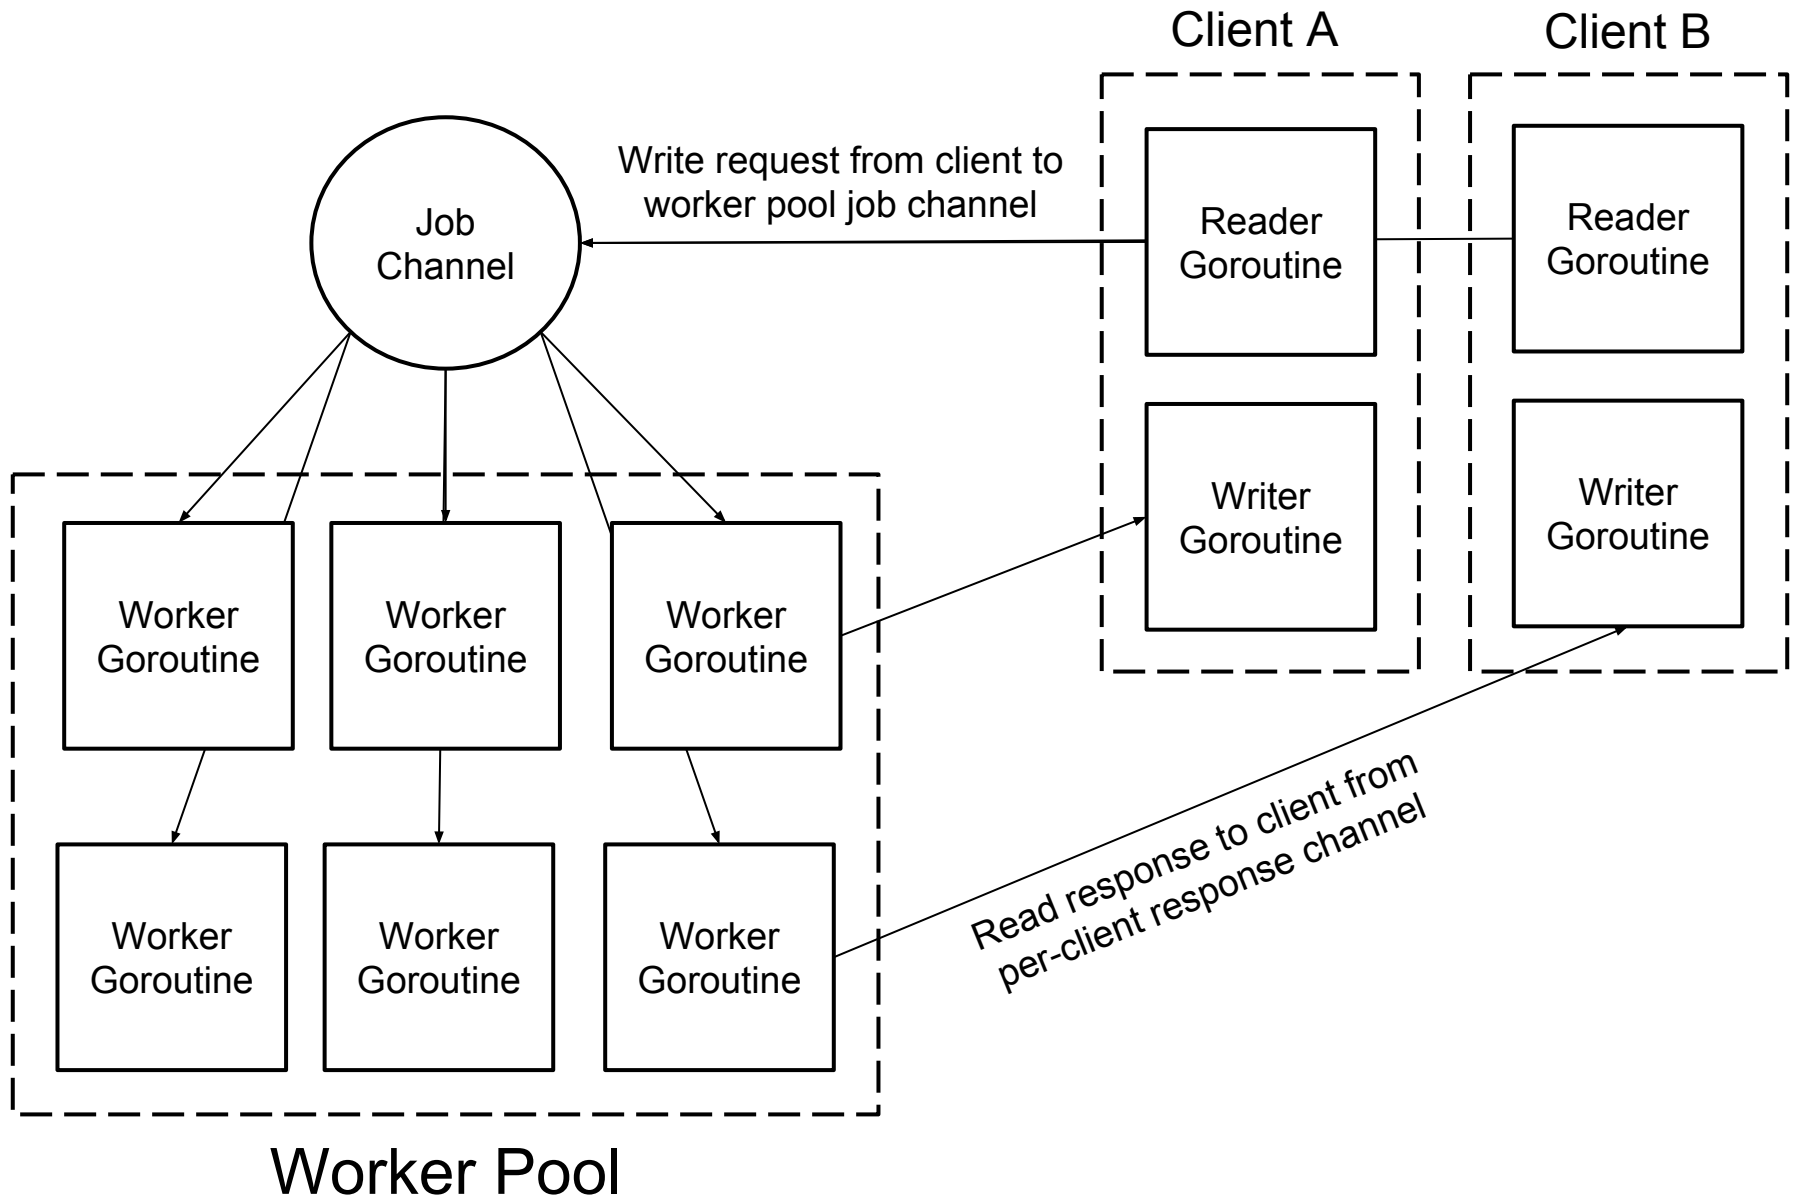 Client A
Client B
Write request from client to
worker pool job channel
Job
Channel
Reader
Goroutine
Reader
Goroutine
Writer
Goroutine
Writer
Goroutine
Worker
Goroutine
Worker
Goroutine
Worker
Goroutine
Read response to client from
per-client response channel
Worker
Goroutine
Worker
Goroutine
Worker
Goroutine
Worker Pool